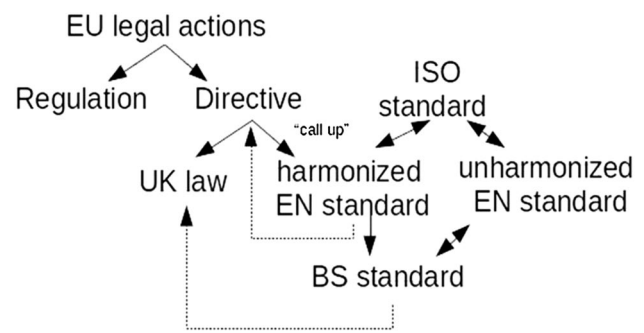 EU legal actions
ISO
standard
Regulation
Directive
“call up”
UK law
harmonized
EN standard
unharmonized
EN standard
BS standard